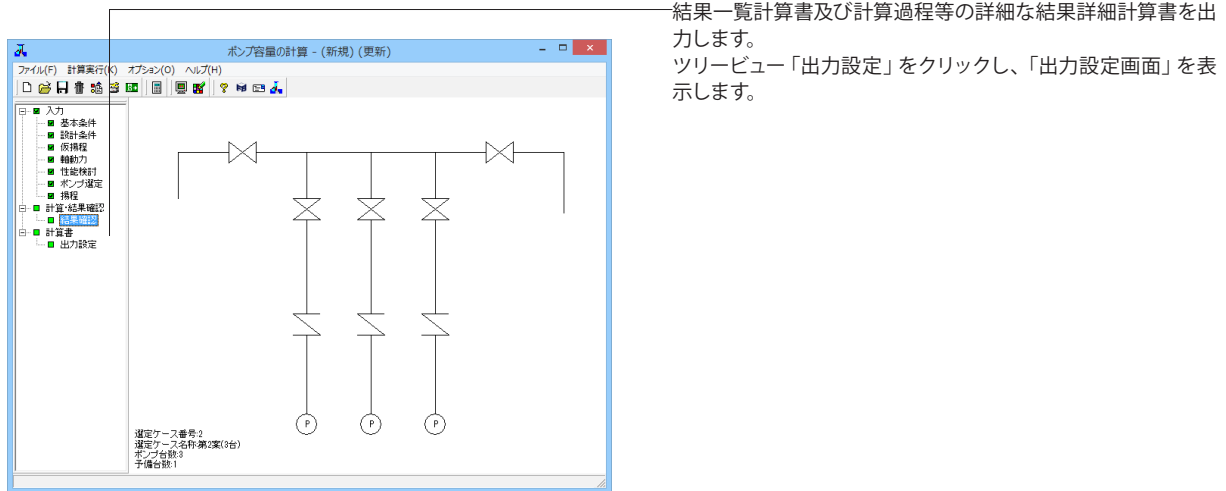 結果一覧計算書及び計算過程等の詳細な結果詳細計算書を出
力します。
ツリービュー「出力設定」をクリックし、「出力設定画面」を表
示します。
ポンプ容量の計算 - (新規) (更新)
ファイル(F) 計算実行(K) オプション(O) ヘルプ(H)
入力
基本条件
設計条件
仮揚程
軸動力
性能検討
ポンプ選定
揚程
計算・結果確認
結果確認
計算書
出力設定
P P P
選定ケース番号:2
選定ケース名称:第2案(3台)
ポンプ台数:3
予備台数:1